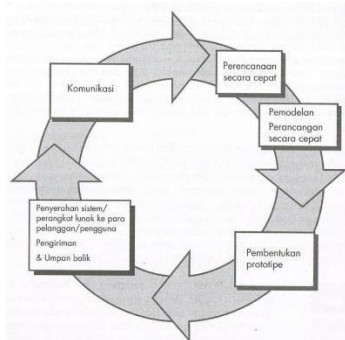 Komunikasi
Perencanaan
secara cepat
Pemodelan
Perancangan
secara cepat
Pembentukan
prototipe
Penyerahan sistem/
perangkat lunak ke para
pelanggan/pengguna
Pengiriman
& Umpan balik